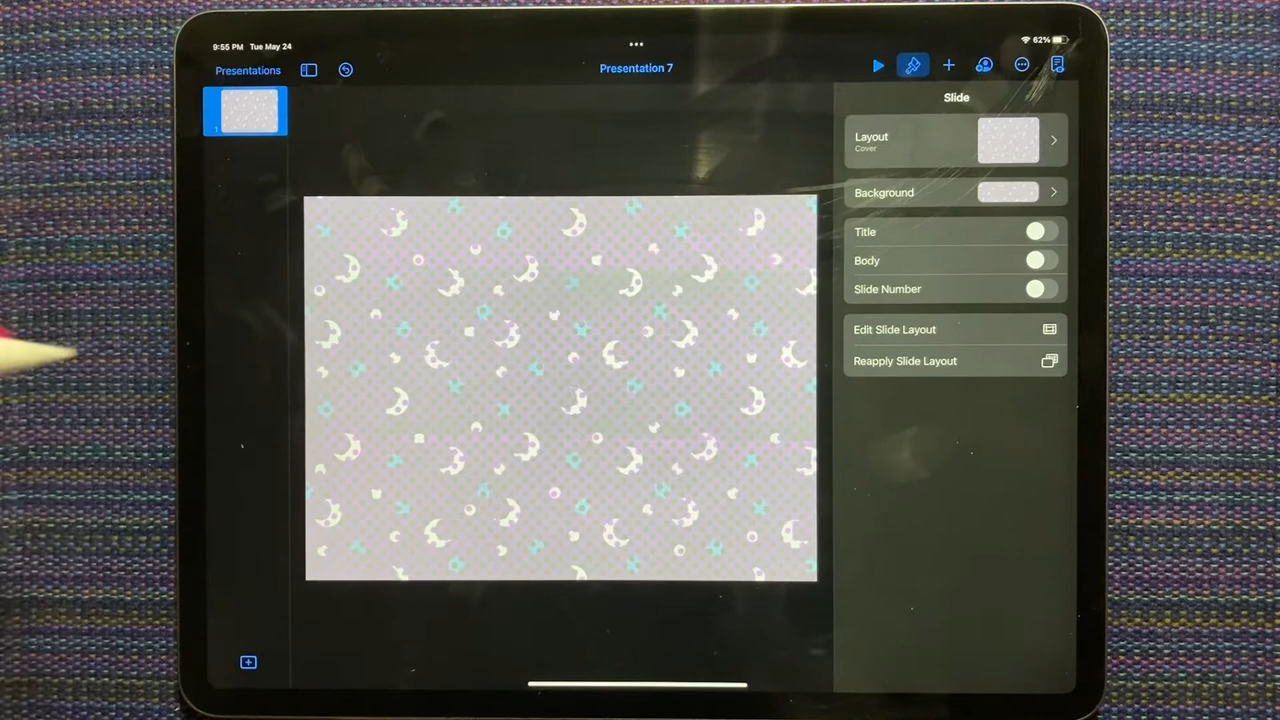 9:55 PM Tue May 24
62%
Presentations
Presentation 7
1
Slide
Layout
Cover
Background
Title
Body
Slide Number
Edit Slide Layout
Reapply Slide Layout